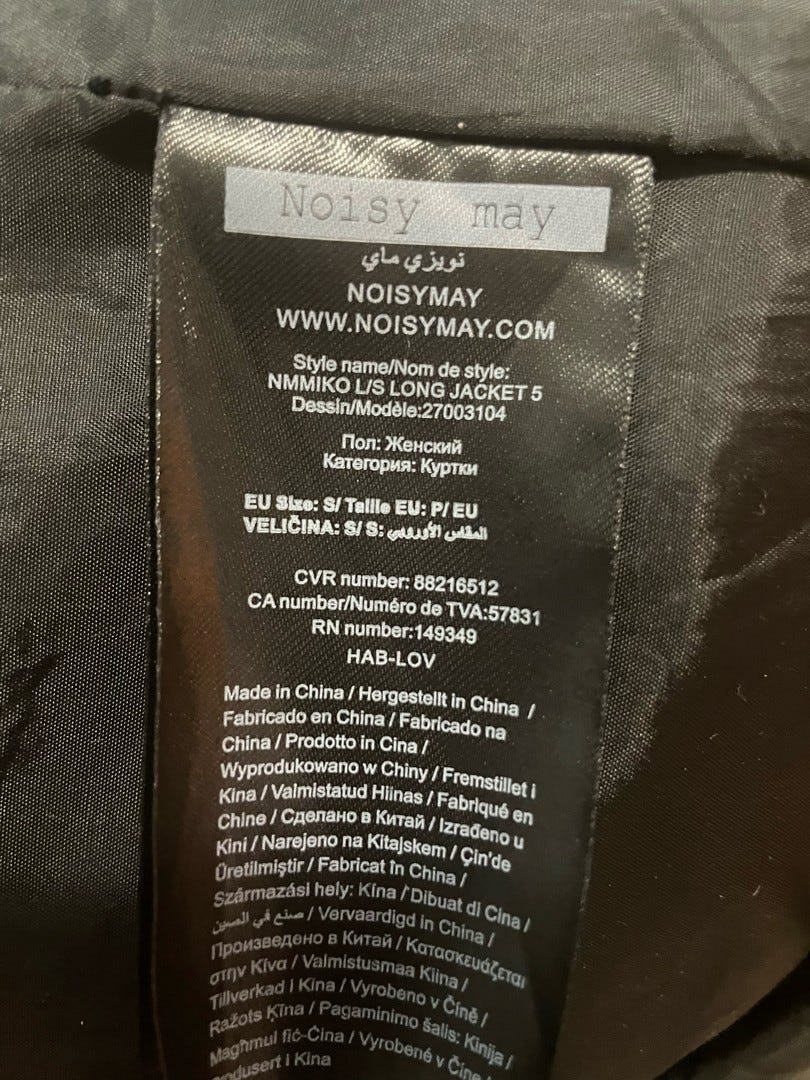 Noisy may
نويزي ماي
NOISYMAY
WWW.NOISYMAY.COM
Style name/Nom de style:
NMMIKO L/S LONG JACKET 5
Dessin/Modèle:27003104
Пол: Женский
Категория: Куртки
EU Size: S/ Taille EU: P/ EU
VELIČINA: S/ S: المقاس الأوروبي
CVR number: 88216512
CA number/Numéro de TVA:57831
RN number:149349
HAB-LOV
Made in China / Hergestellt in China /
Fabricado en China / Fabricado na
China / Prodotto in Cina /
Wyprodukowano w Chiny / Fremstillet i
Kina / Valmistatud Hiinas / Fabriqué en
Chine / Сделано в Китай / Izrađeno u
Kini / Narejeno na Kitajskem / Çin'de
Üretilmiştir / Fabricat în China /
Származási hely: Kína / Dibuat di Cina /
صنع في الصين / Vervaardigd in China /
Произведено в Китай / Κατασκευάζεται
στην Κίνα / Valmistusmaa Kiina /
Tillverkad i Kina / Vyrobeno v Číně /
Ražots Ķīna / Pagaminimo šalis: Kinija /
Magħmul fiċ-Ċina / Vyrobené v Číne /
Produsert i Kina